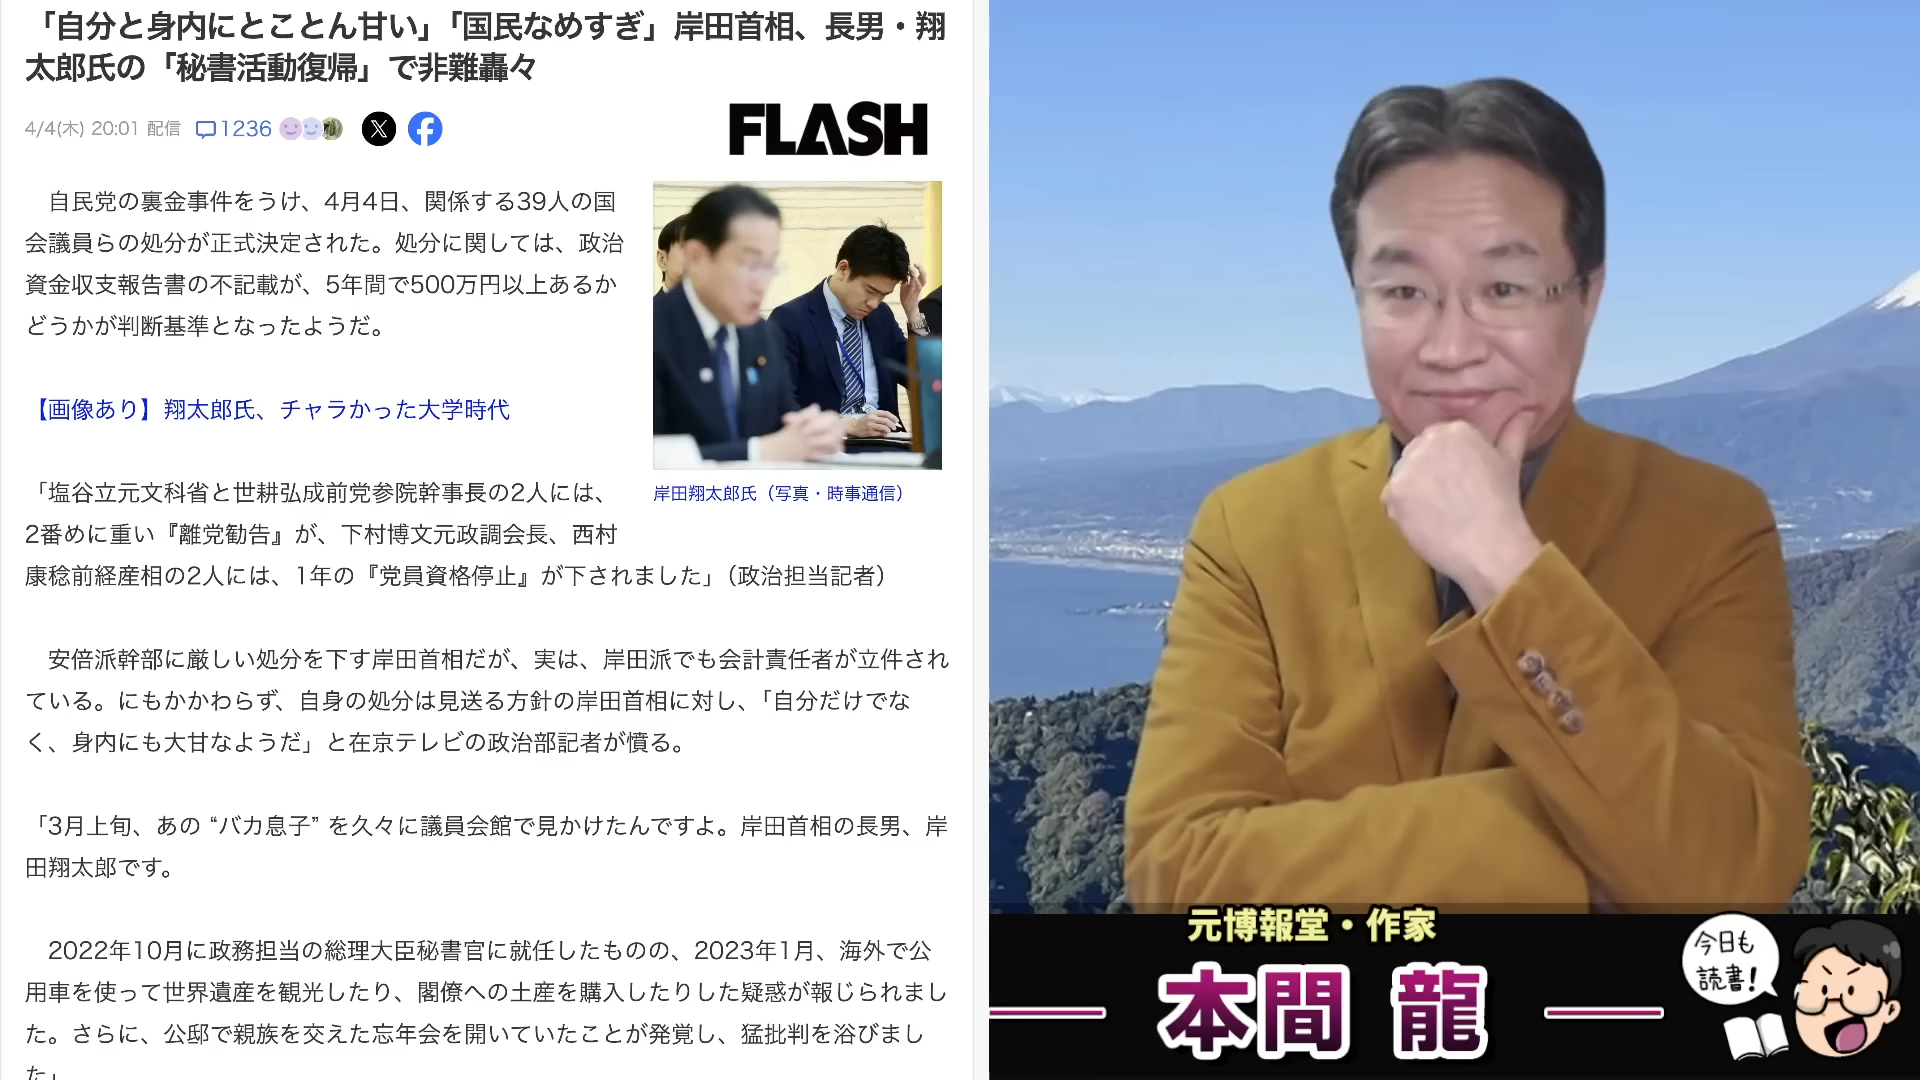 「自分と身内にとことん甘い」「国民なめすぎ」岸田首相、長男・翔
太郎氏の「秘書活動復帰」で非難轟々
4/4(木) 20:01 配信 1236
FLASH
自民党の裏金事件をうけ、4月4日、関係する39人の国
会議員らの処分が正式決定された。処分に関しては、政治
資金収支報告書の不記載が、5年間で500万円以上あるか
どうかが判断基準となったようだ。
【画像あり】翔太郎氏、チャラかった大学時代
岸田翔太郎氏（写真・時事通信）
「塩谷立元文科省と世耕弘成前党参院幹事長の2人には、
2番めに重い『離党勧告』が、下村博文元政調会長、西村
康稔前経産相の2人には、1年の『党員資格停止』が下されました」（政治担当記者）
安倍派幹部に厳しい処分を下す岸田首相だが、実は、岸田派でも会計責任者が立件され
ている。にもかかわらず、自身の処分は見送る方針の岸田首相に対し、「自分だけでな
く、身内にも大甘なようだ」と在京テレビの政治部記者が憤る。
「3月上旬、あの “バカ息子” を久々に議員会館で見かけたんですよ。岸田首相の長男、岸
田翔太郎です。
2022年10月に政務担当の総理大臣秘書官に就任したものの、2023年1月、海外で公
用車を使って世界遺産を観光したり、閣僚への土産を購入したりした疑惑が報じられまし
た。さらに、公邸で親族を交えた忘年会を開いていたことが発覚し、猛批判を浴びまし
た」
元博報堂・作家
本間 龍
今日も
読書!